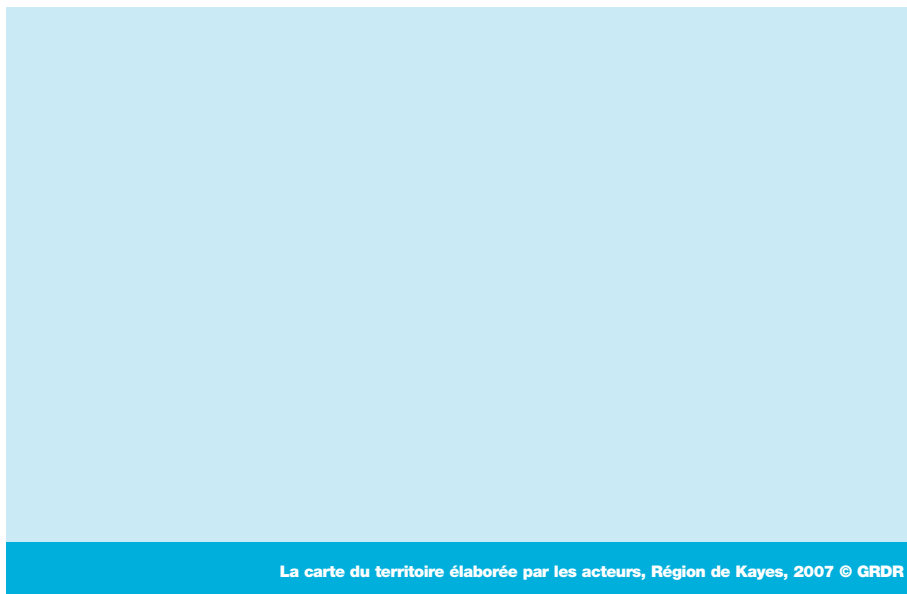 La carte du territoire élaborée par les acteurs, Région de Kayes, 2007 © GRDR